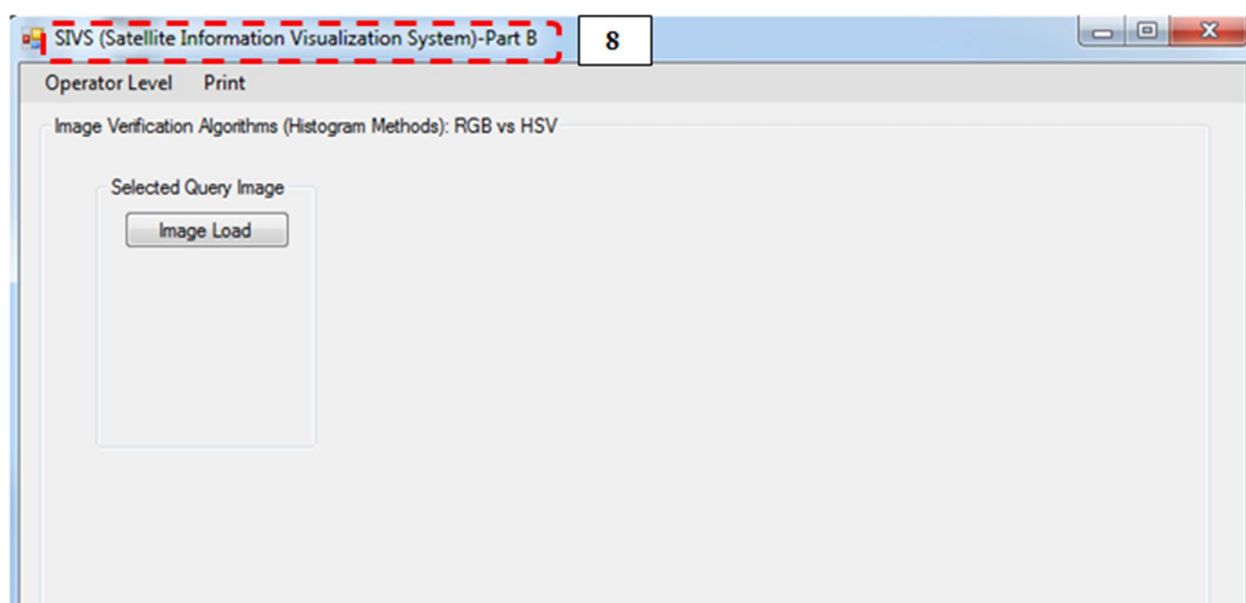 SIVS (Satellite Information Visualization System)-Part B
8
Operator Level Print
Image Verification Algorithms (Histogram Methods): RGB vs HSV
Selected Query Image
Image Load